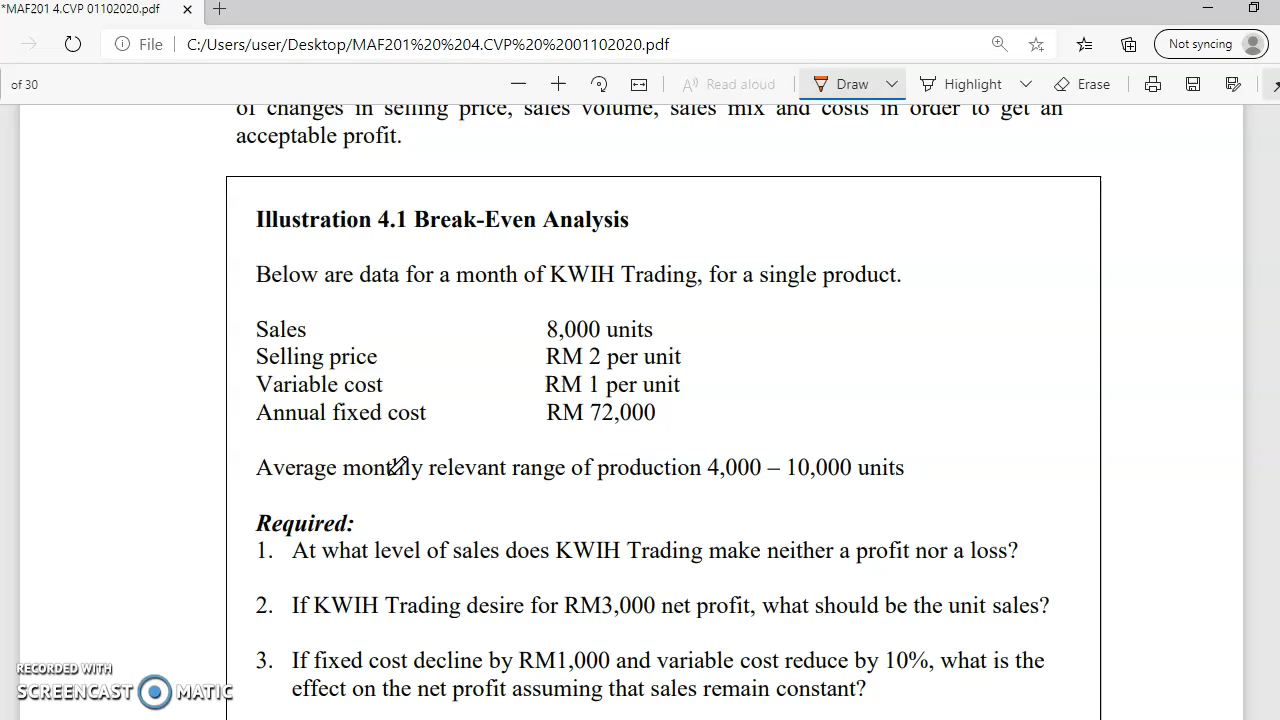 *MAF201 4.CVP 01102020.pdf
File C:/Users/user/Desktop/MAF201%20%204.CVP%20%2001102020.pdf Not syncing
of 30 Read aloud Draw Highlight Erase
of changes in selling price, sales volume, sales mix and costs in order to get an
acceptable profit.
Illustration 4.1 Break-Even Analysis
Below are data for a month of KWIH Trading, for a single product.
Sales 8,000 units
Selling price RM 2 per unit
Variable cost RM 1 per unit
Annual fixed cost RM 72,000
Average monthly relevant range of production 4,000 – 10,000 units
Required:
1. At what level of sales does KWIH Trading make neither a profit nor a loss?
2. If KWIH Trading desire for RM3,000 net profit, what should be the unit sales?
3. If fixed cost decline by RM1,000 and variable cost reduce by 10%, what is the
effect on the net profit assuming that sales remain constant?
RECORDED WITH
SCREENCAST MATIC